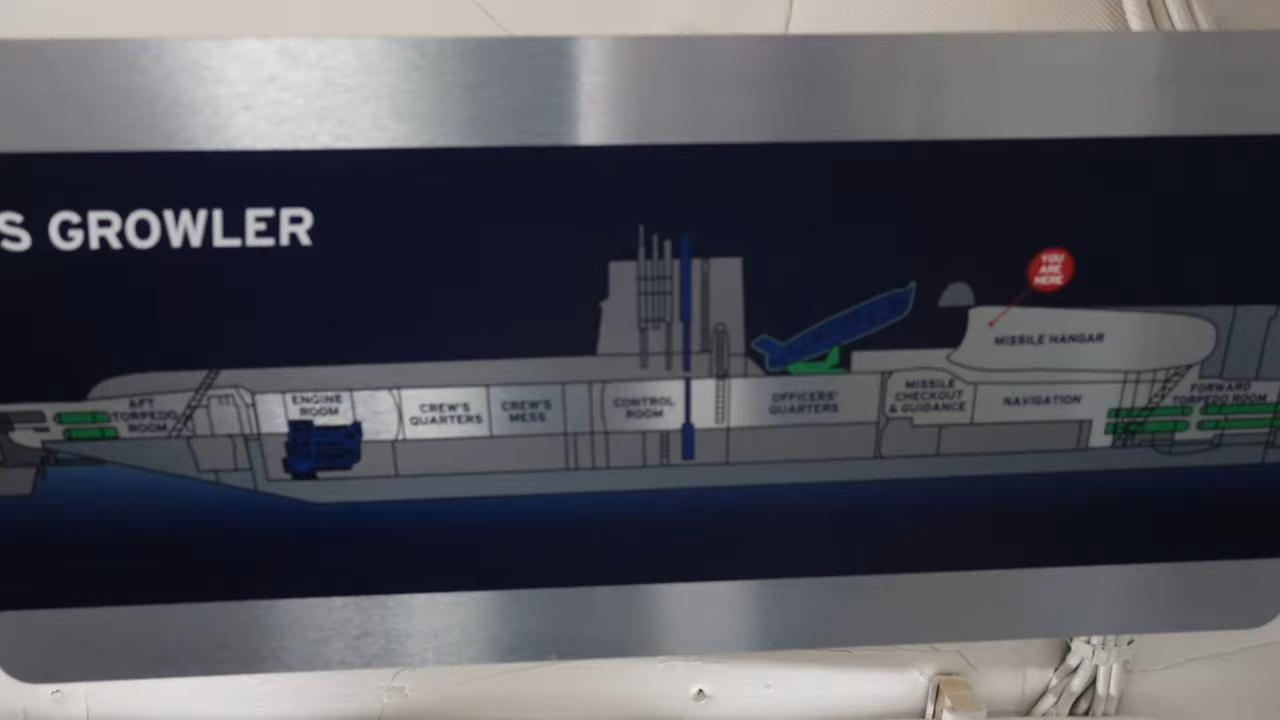 S GROWLER
YOU
ARE
HERE
MISSILE HANGAR
AFT
TORPEDO
ROOM
ENGINE
ROOM
CREW'S
QUARTERS
CREW'S
MESS
CONTROL
ROOM
OFFICERS'
QUARTERS
MISSILE
CHECKOUT
& GUIDANCE
NAVIGATION
FORWARD
TORPEDO ROOM